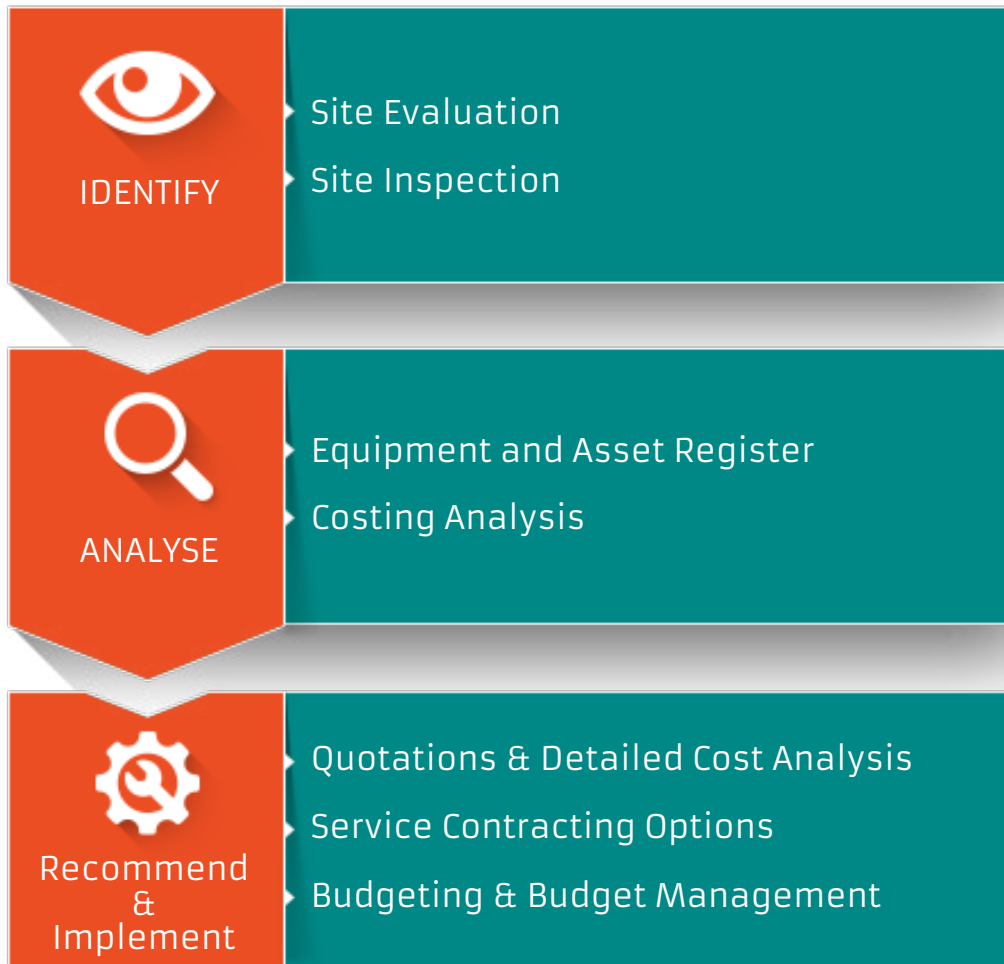 IDENTIFY
Site Evaluation
Site Inspection
ANALYSE
Equipment and Asset Register
Costing Analysis
Recommend
&
Implement
Quotations & Detailed Cost Analysis
Service Contracting Options
Budgeting & Budget Management